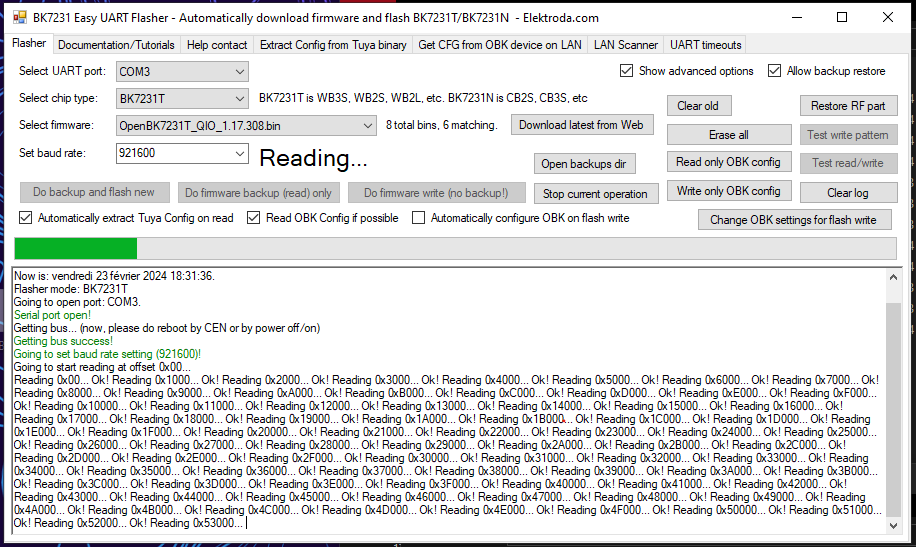 BK7231 Easy UART Flasher - Automatically download firmware and flash BK7231T/BK7231N - Elektroda.com
Flasher Documentation/Tutorials Help contact Extract Config from Tuya binary Get CFG from OBK device on LAN LAN Scanner UART timeouts
Select UART port: COM3 Show advanced options Allow backup restore
Select chip type: BK7231T BK7231T is WB3S, WB2S, WB2L, etc. BK7231N is CB2S, CB3S, etc Clear old Restore RF part
Select firmware: OpenBK7231T_QIO_1.17.308.bin 8 total bins, 6 matching. Download latest from Web Erase all Test write pattern
Set baud rate: 921600 Reading... Open backups dir Read only OBK config Test read/write
Do backup and flash new Do firmware backup (read) only Do firmware write (no backup!) Stop current operation Write only OBK config Clear log
Automatically extract Tuya Config on read Read OBK Config if possible Automatically configure OBK on flash write Change OBK settings for flash write
Now is: vendredi 23 février 2024 18:31:36.
Flasher mode: BK7231T
Going to open port: COM3.
Serial port open!
Getting bus... (now, please do reboot by CEN or by power off/on)
Getting bus success!
Going to set baud rate setting (921600)!
Going to start reading at offset 0x00...
Reading 0x00... Ok! Reading 0x1000... Ok! Reading 0x2000... Ok! Reading 0x3000... Ok! Reading 0x4000... Ok! Reading 0x5000... Ok! Reading 0x6000... Ok! Reading 0x7000... Ok!
Reading 0x8000... Ok! Reading 0x9000... Ok! Reading 0xA000... Ok! Reading 0xB000... Ok! Reading 0xC000... Ok! Reading 0xD000... Ok! Reading 0xE000... Ok! Reading 0xF000...
Ok! Reading 0x10000... Ok! Reading 0x11000... Ok! Reading 0x12000... Ok! Reading 0x13000... Ok! Reading 0x14000... Ok! Reading 0x15000... Ok! Reading 0x16000... Ok! Reading
0x17000... Ok! Reading 0x18000... Ok! Reading 0x19000... Ok! Reading 0x1A000... Ok! Reading 0x1B000... Ok! Reading 0x1C000... Ok! Reading 0x1D000... Ok! Reading
0x1E000... Ok! Reading 0x1F000... Ok! Reading 0x20000... Ok! Reading 0x21000... Ok! Reading 0x22000... Ok! Reading 0x23000... Ok! Reading 0x24000... Ok! Reading 0x25000...
Ok! Reading 0x26000... Ok! Reading 0x27000... Ok! Reading 0x28000... Ok! Reading 0x29000... Ok! Reading 0x2A000... Ok! Reading 0x2B000... Ok! Reading 0x2C000... Ok!
Reading 0x2D000... Ok! Reading 0x2E000... Ok! Reading 0x2F000... Ok! Reading 0x30000... Ok! Reading 0x31000... Ok! Reading 0x32000... Ok! Reading 0x33000... Ok! Reading
0x34000... Ok! Reading 0x35000... Ok! Reading 0x36000... Ok! Reading 0x37000... Ok! Reading 0x38000... Ok! Reading 0x39000... Ok! Reading 0x3A000... Ok! Reading 0x3B000...
Ok! Reading 0x3C000... Ok! Reading 0x3D000... Ok! Reading 0x3E000... Ok! Reading 0x3F000... Ok! Reading 0x40000... Ok! Reading 0x41000... Ok! Reading 0x42000... Ok!
Reading 0x43000... Ok! Reading 0x44000... Ok! Reading 0x45000... Ok! Reading 0x46000... Ok! Reading 0x47000... Ok! Reading 0x48000... Ok! Reading 0x49000... Ok! Reading
0x4A000... Ok! Reading 0x4B000... Ok! Reading 0x4C000... Ok! Reading 0x4D000... Ok! Reading 0x4E000... Ok! Reading 0x4F000... Ok! Reading 0x50000... Ok! Reading 0x51000...
Ok! Reading 0x52000... Ok! Reading 0x53000...